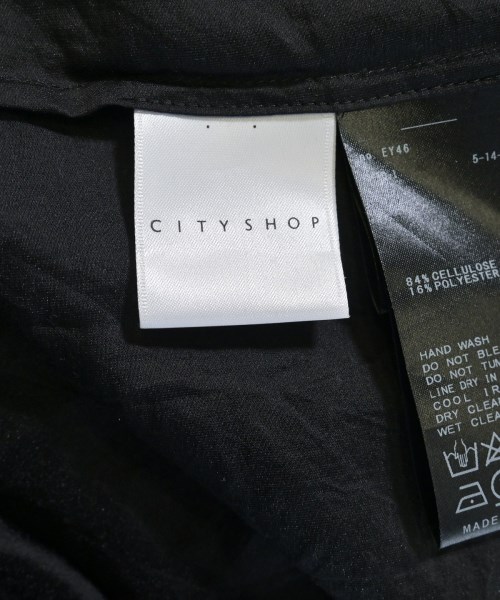 CITYSHOP
EY46
5-14-
84% CELLULOSE
16% POLYESTER
HAND WASH
DO NOT BLE
DO NOT TUM
LINE DRY IN
COOL IR
DRY CLEA
WET CLEA
MADE